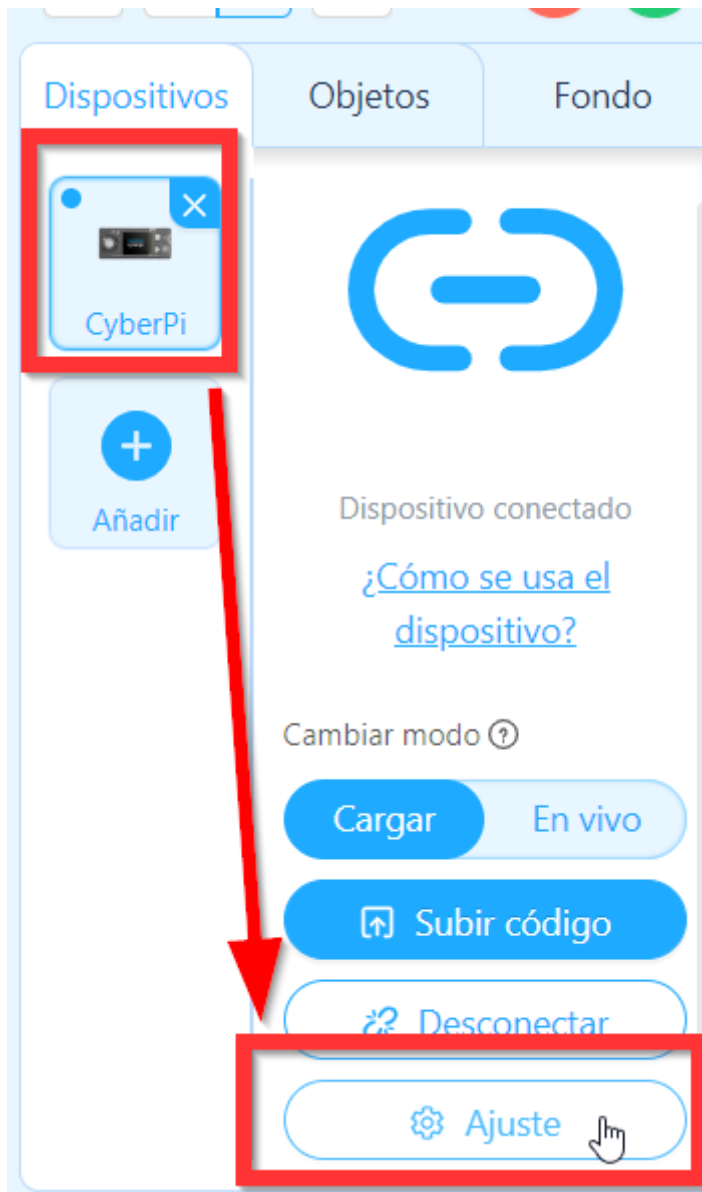 Dispositivos Objetos Fondo
CyberPi
Añadir
Dispositivo conectado
¿Cómo se usa el
dispositivo?
Cambiar modo ?
Cargar En vivo
Subir código
Desconectar
Ajuste